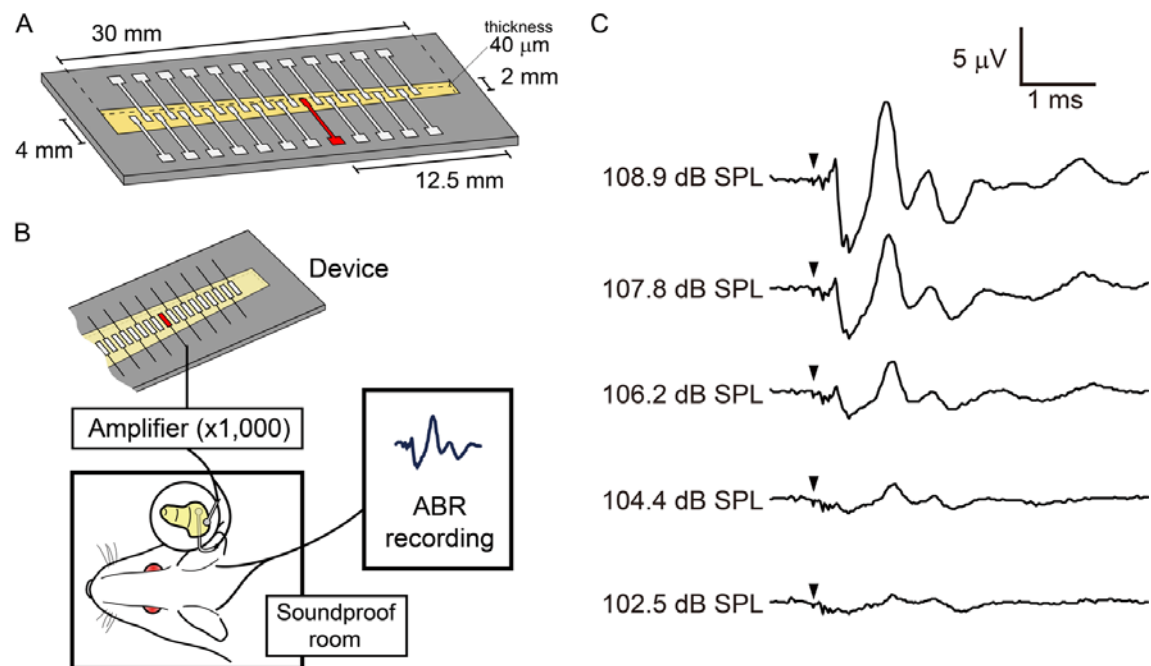 A
30 mm
thickness
40 μm
2 mm
4 mm
12.5 mm
B
Device
Amplifier (x1,000)
ABR
recording
Soundproof
room
C
5 μV
1 ms
108.9 dB SPL
107.8 dB SPL
106.2 dB SPL
104.4 dB SPL
102.5 dB SPL